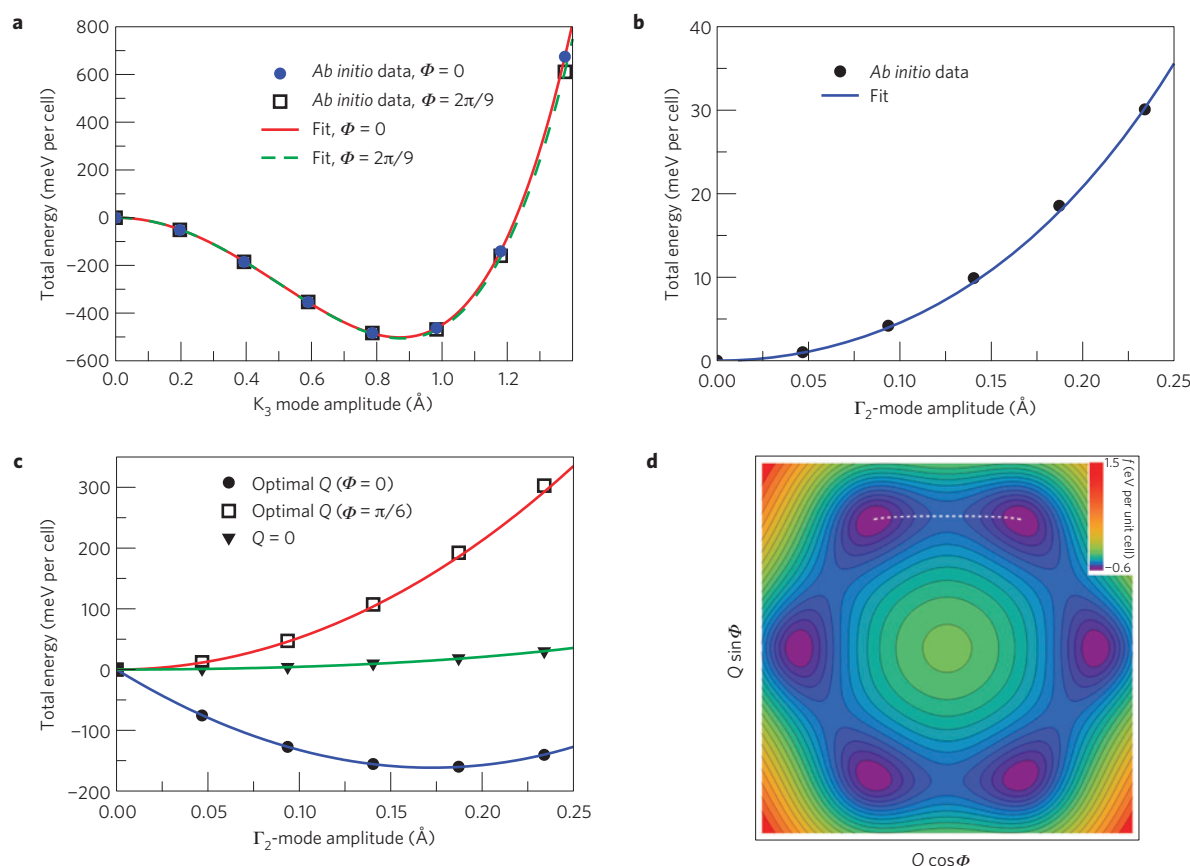 a
800
600
400
200
0
−200
−400
−600
Total energy (meV per cell)
0.0 0.2 0.4 0.6 0.8 1.0 1.2
K3 mode amplitude (Å)
Ab initio data, Φ = 0
Ab initio data, Φ = 2π/9
Fit, Φ = 0
Fit, Φ = 2π/9
b
40
30
20
10
0
Total energy (meV per cell)
0.00 0.05 0.10 0.15 0.20 0.25
Γ2-mode amplitude (Å)
Ab initio data
Fit
c
300
200
100
0
−100
−200
Total energy (meV per cell)
0.00 0.05 0.10 0.15 0.20 0.25
Γ2-mode amplitude (Å)
Optimal Q (Φ = 0)
Optimal Q (Φ = π/6)
Q = 0
d
1.5
−0.6
f (eV per unit cell)
Q sinΦ
Q cosΦ